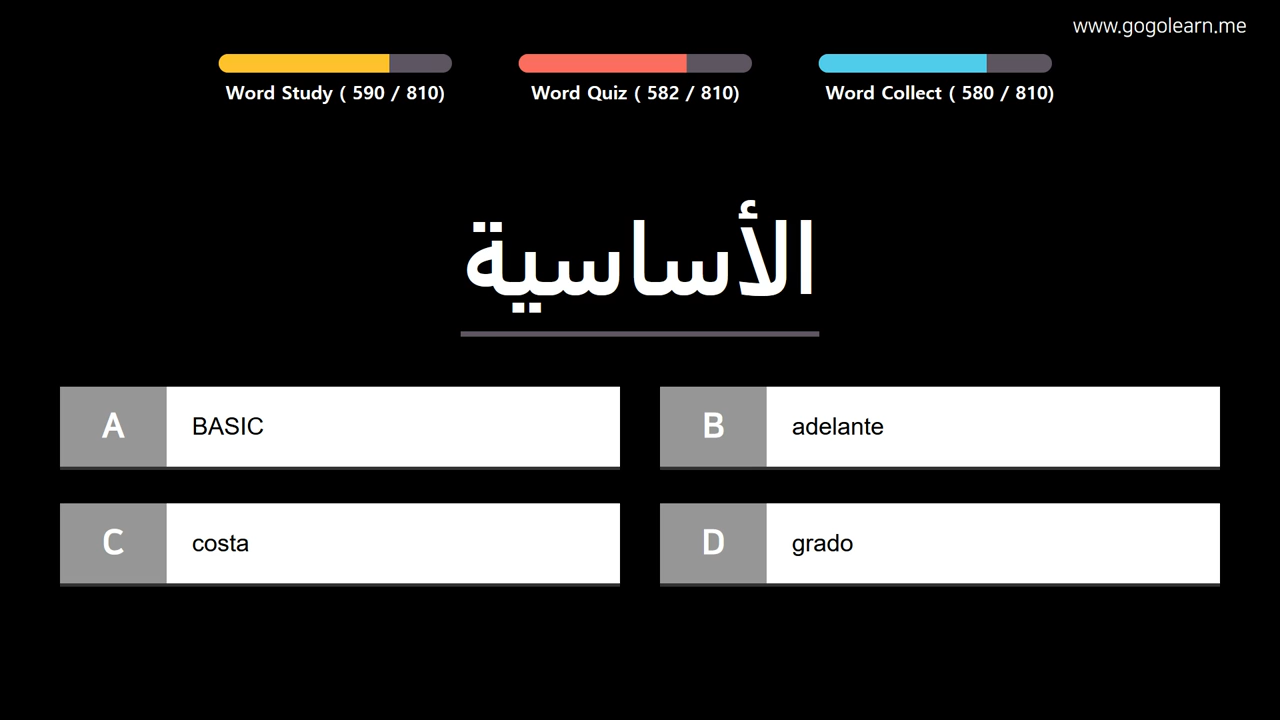 www.gogolearn.me
Word Study ( 590 / 810)
Word Quiz ( 582 / 810)
Word Collect ( 580 / 810)
الأساسية
A BASIC
B adelante
C costa
D grado